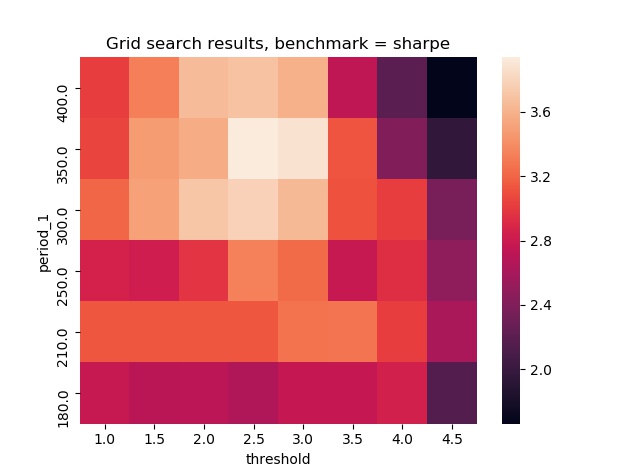 Grid search results, benchmark = sharpe
period_1
400.0
350.0
300.0
250.0
210.0
180.0
1.0 1.5 2.0 2.5 3.0 3.5 4.0 4.5
threshold
3.6
3.2
2.8
2.4
2.0